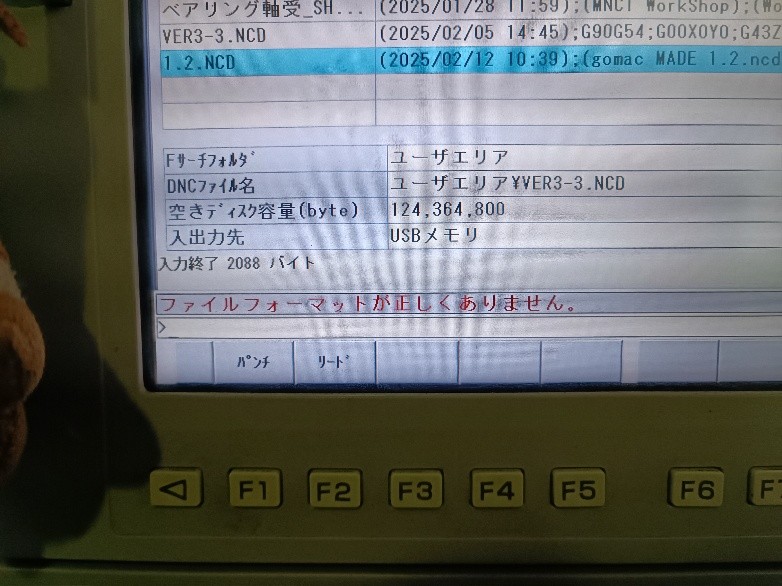 ベアリング軸受_SH... (2025/01/28 11:59);(MNCT WorkShop);(Wo
VER3-3.NCD (2025/02/05 14:45);G90G54;G00X0Y0;G43Z
1.2.NCD (2025/02/12 10:39);(gomac MADE 1.2.ncd
Fｻｰﾁﾌｫﾙﾀﾞ ユーザエリア
DNCﾌｧｲﾙ名 ユーザエリア¥VER3-3.NCD
空きﾃﾞｨｽｸ容量(byte) 124,364,800
入出力先 USBメモリ
入力終了 2088 バイト
ファイルフォーマットが正しくありません。
>
ﾊﾟﾝﾁ ﾘｰﾄﾞ
F1 F2 F3 F4 F5 F6 F7